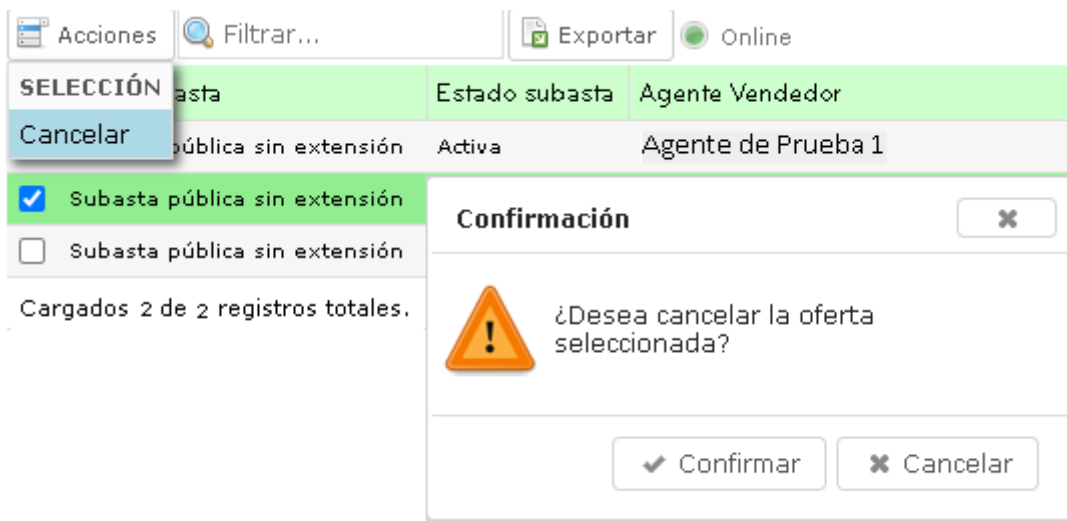 Acciones Filtrar... Exportar Online
SELECCIÓN asta Estado subasta Agente Vendedor
Cancelar pública sin extensión Activa Agente de Prueba 1
Subasta pública sin extensión
Subasta pública sin extensión
Cargados 2 de 2 registros totales.
Confirmación
¿Desea cancelar la oferta
seleccionada?
Confirmar Cancelar